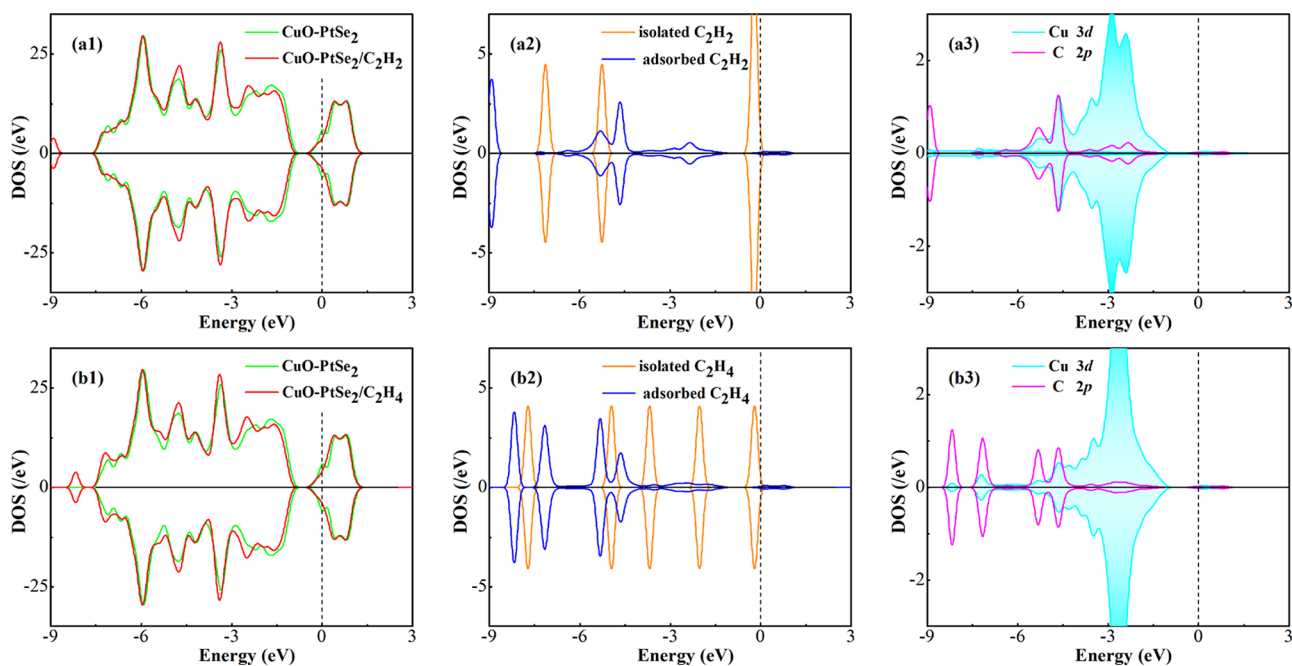 (a1)
CuO-PtSe₂
CuO-PtSe₂/C₂H₂
DOS (/eV)
25
0
-25
-9 -6 -3 0 3
Energy (eV)
(a2)
isolated C₂H₂
adsorbed C₂H₂
DOS (/eV)
5
0
-5
-9 -6 -3 0 3
Energy (eV)
(a3)
Cu 3d
C 2p
DOS (/eV)
2
0
-2
-9 -6 -3 0 3
Energy (eV)
(b1)
CuO-PtSe₂
CuO-PtSe₂/C₂H₄
DOS (/eV)
25
0
-25
-9 -6 -3 0 3
Energy (eV)
(b2)
isolated C₂H₄
adsorbed C₂H₄
DOS (/eV)
5
0
-5
-9 -6 -3 0 3
Energy (eV)
(b3)
Cu 3d
C 2p
DOS (/eV)
2
0
-2
-9 -6 -3 0 3
Energy (eV)